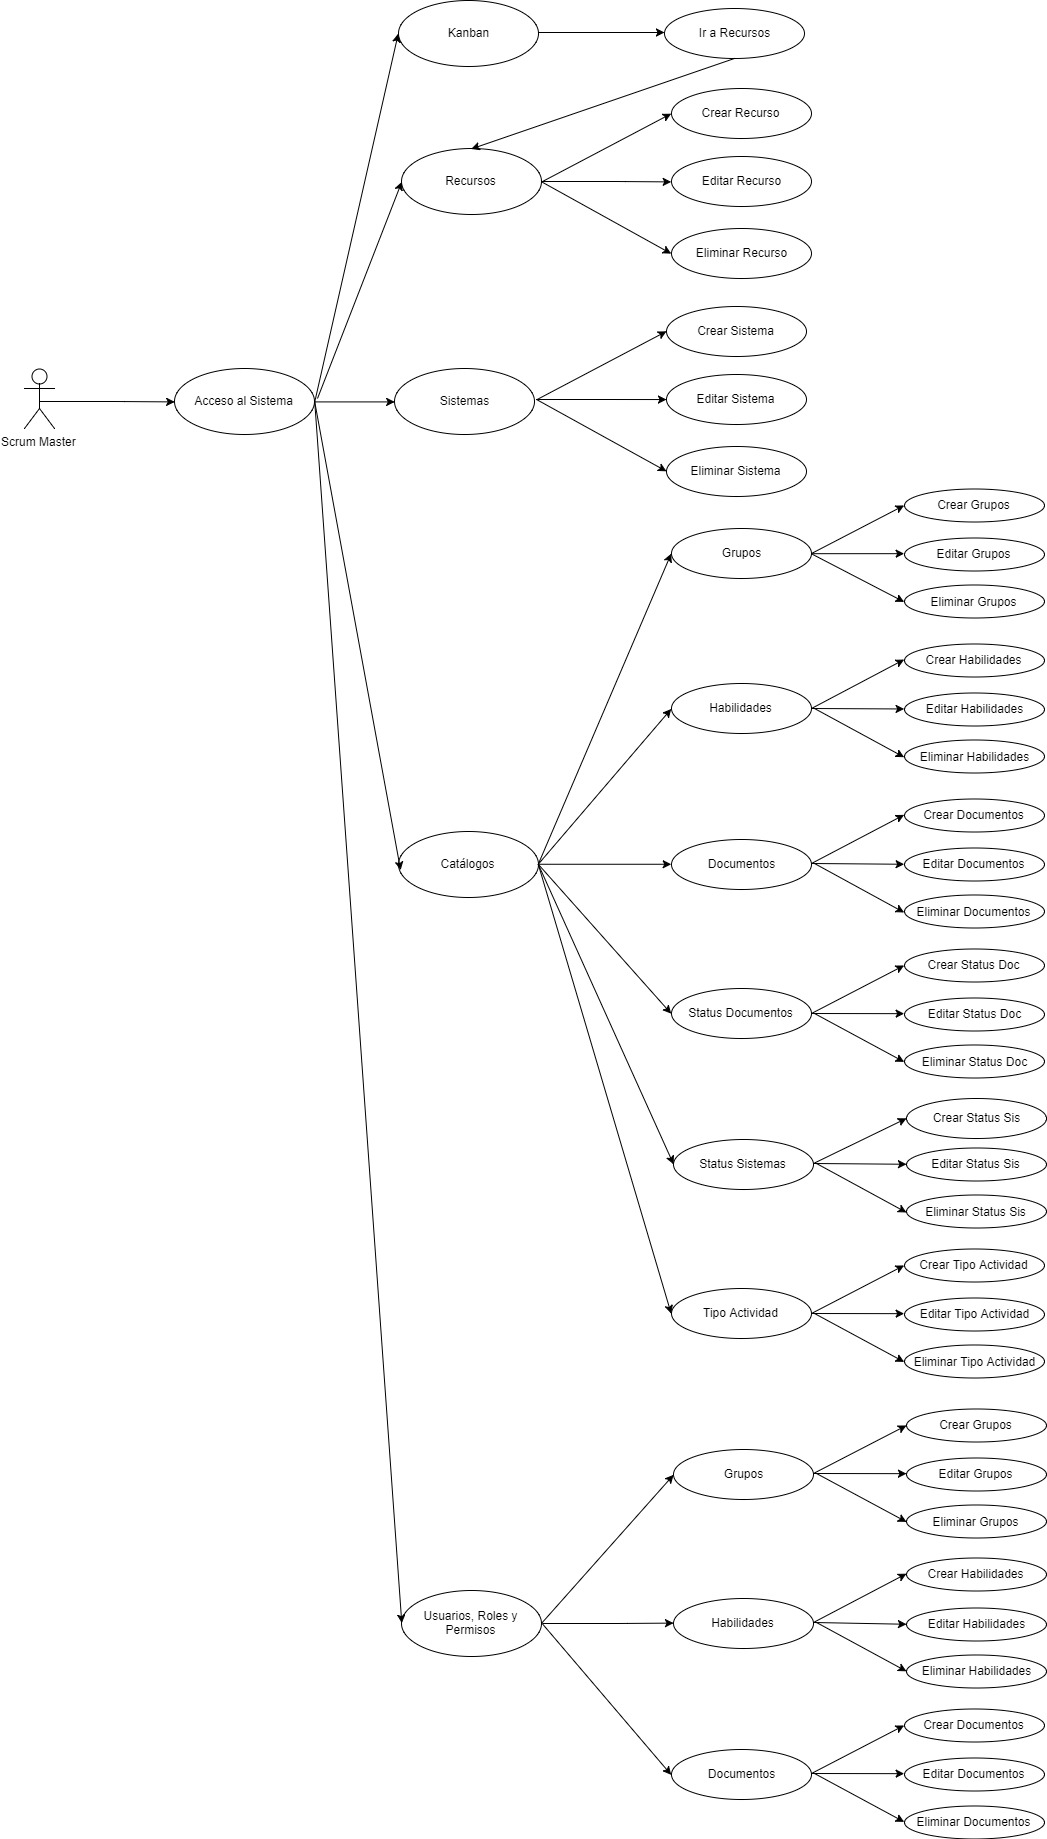 Kanban
Ir a Recursos
Crear Recurso
Recursos
Editar Recurso
Eliminar Recurso
Crear Sistema
Scrum Master
Acceso al Sistema
Sistemas
Editar Sistema
Eliminar Sistema
Crear Grupos
Grupos
Editar Grupos
Eliminar Grupos
Crear Habilidades
Habilidades
Editar Habilidades
Eliminar Habilidades
Crear Documentos
Catálogos
Documentos
Editar Documentos
Eliminar Documentos
Crear Status Doc
Status Documentos
Editar Status Doc
Eliminar Status Doc
Crear Status Sis
Status Sistemas
Editar Status Sis
Eliminar Status Sis
Crear Tipo Actividad
Tipo Actividad
Editar Tipo Actividad
Eliminar Tipo Actividad
Crear Grupos
Grupos
Editar Grupos
Eliminar Grupos
Crear Habilidades
Usuarios, Roles y
Permisos
Habilidades
Editar Habilidades
Eliminar Habilidades
Crear Documentos
Documentos
Editar Documentos
Eliminar Documentos